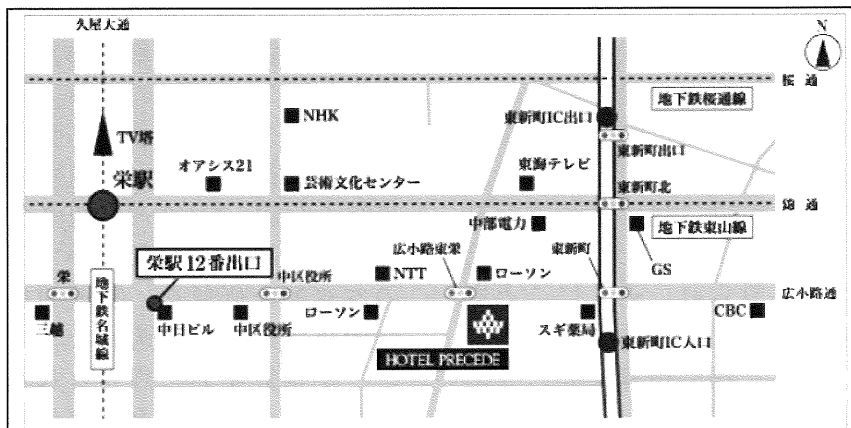 久屋大通
N
桜 通
地下鉄桜通線
NHK
東新町IC出口
TV塔
東新町出口
オアシス21
東海テレビ
栄駅
芸術文化センター
東新町北
錦 通
中部電力
地下鉄東山線
広小路東栄
東新町
栄駅12番出口
栄
中区役所
NTT
ローソン
GS
広小路通
地下鉄名城線
三越
中日ビル
中区役所
ローソン
スギ薬局
CBC
東新町IC入口
HOTEL PRECEDE